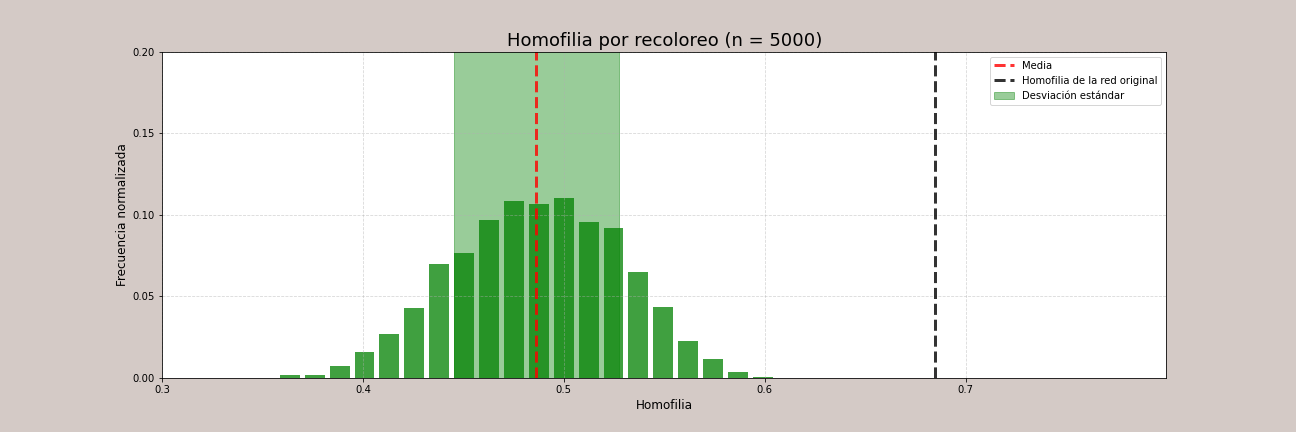 Homofilia por recoloreo (n = 5000)
Frecuencia normalizada
0.20
0.15
0.10
0.05
0.00
0.3
0.4
0.5
0.6
0.7
Homofilia
Media
Homofilia de la red original
Desviación estándar